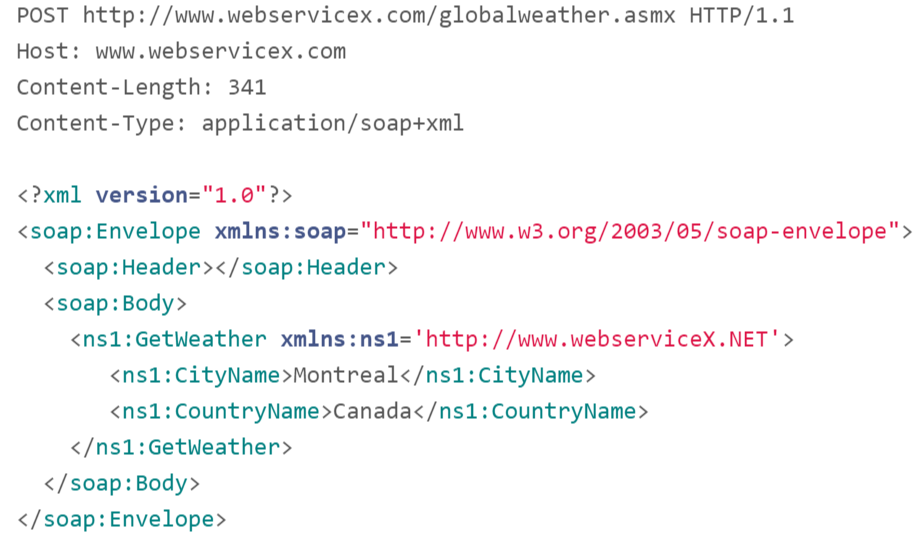 POST http://www.webservicex.com/globalweather.asmx HTTP/1.1
Host: www.webservicex.com
Content-Length: 341
Content-Type: application/soap+xml

<?xml version="1.0"?>
<soap:Envelope xmlns:soap="http://www.w3.org/2003/05/soap-envelope">
  <soap:Header></soap:Header>
  <soap:Body>
    <ns1:GetWeather xmlns:ns1='http://www.webserviceX.NET'>
       <ns1:CityName>Montreal</ns1:CityName>
       <ns1:CountryName>Canada</ns1:CountryName>
    </ns1:GetWeather>
  </soap:Body>
</soap:Envelope>